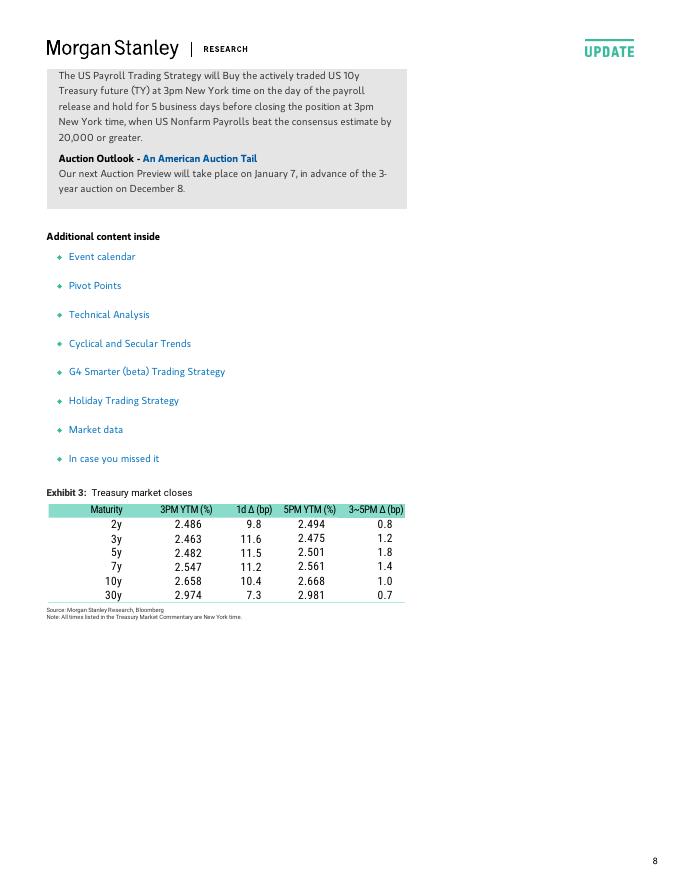 Morgan Stanley | RESEARCH
UPDATE
The US Payroll Trading Strategy will Buy the actively traded US 10y
Treasury future (TY) at 3pm New York time on the day of the payroll
release and hold for 5 business days before closing the position at 3pm
New York time, when US Nonfarm Payrolls beat the consensus estimate by
20,000 or greater.
Auction Outlook - An American Auction Tail
Our next Auction Preview will take place on January 7, in advance of the 3-
year auction on December 8.
Additional content inside
Event calendar
Pivot Points
Technical Analysis
Cyclical and Secular Trends
G4 Smarter (beta) Trading Strategy
Holiday Trading Strategy
Market data
In case you missed it
Exhibit 3: Treasury market closes
Maturity 3PM YTM (%) 1d Δ (bp) 5PM YTM (%) 3~5PM Δ (bp)
2y 2.486 9.8 2.494 0.8
3y 2.463 11.6 2.475 1.2
5y 2.482 11.5 2.501 1.8
7y 2.547 11.2 2.561 1.4
10y 2.658 10.4 2.668 1.0
30y 2.974 7.3 2.981 0.7
Source: Morgan Stanley Research, Bloomberg
Note: All times listed in the Treasury Market Commentary are New York time.
8